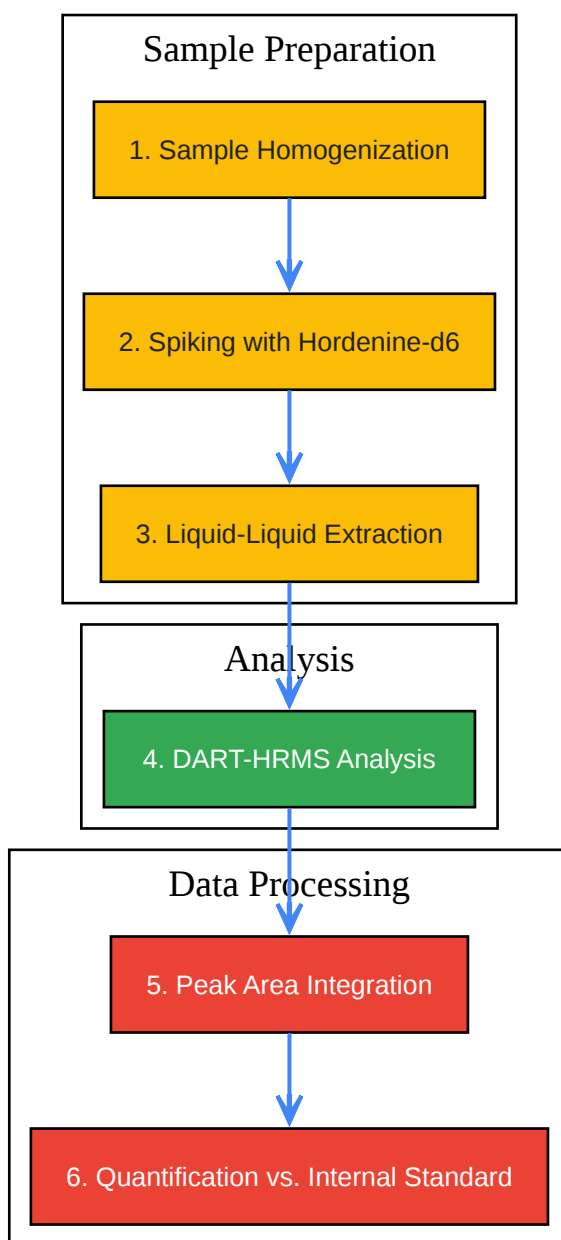 Sample Preparation
1. Sample Homogenization
2. Spiking with Hordenine-d6
3. Liquid-Liquid Extraction
Analysis
4. DART-HRMS Analysis
Data Processing
5. Peak Area Integration
6. Quantification vs. Internal Standard